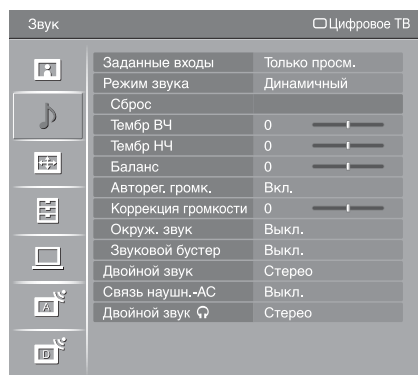 Звук Цифровое ТВ
Заданные входы Только просм.
Режим звука Динамичный
Сброс
Тембр ВЧ 0
Тембр НЧ 0
Баланс 0
Авторег. громк. Вкл.
Коррекция громкости 0
Окруж. звук Выкл.
Звуковой бустер Выкл.
Двойной звук Стерео
Связь наушн.-АС Выкл.
Двойной звук Стерео
A
D